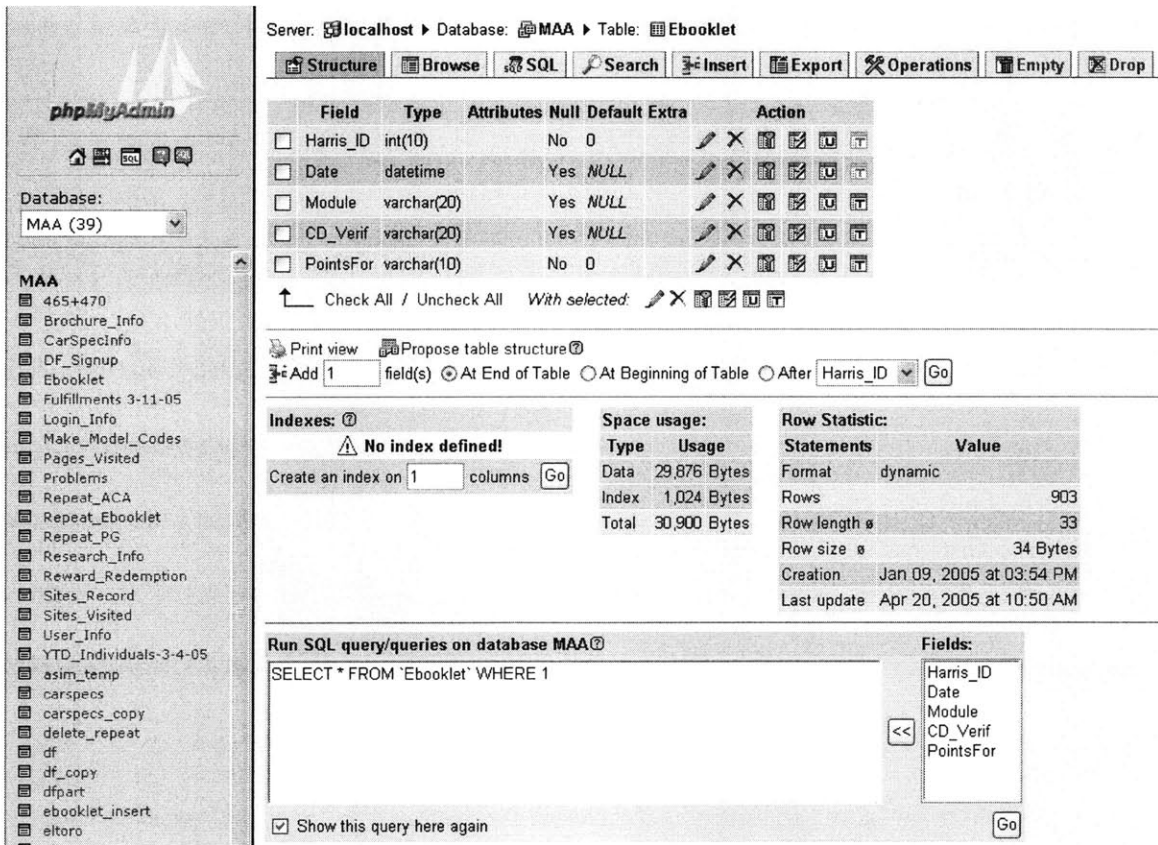 phpMyAdmin
SQL
Database:
MAA (39)
MAA
465+470
Brochure_Info
CarSpecInfo
DF_Signup
Ebooklet
Fulfillments 3-11-05
Login_Info
Make_Model_Codes
Pages_Visited
Problems
Repeat_ACA
Repeat_Ebooklet
Repeat_PG
Research_Info
Reward_Redemption
Sites_Record
Sites_Visited
User_Info
YTD_Individuals-3-4-05
asim_temp
carspecs
carspecs_copy
delete_repeat
df
df_copy
dfpart
ebooklet_insert
eltoro
Server: localhost ▶ Database: MAA ▶ Table: Ebooklet
Structure Browse SQL Search Insert Export Operations Empty Drop
Field Type Attributes Null Default Extra Action
Harris_ID int(10) No 0
Date datetime Yes NULL
Module varchar(20) Yes NULL
CD_Verif varchar(20) Yes NULL
PointsFor varchar(10) No 0
Check All / Uncheck All With selected:
Print view Propose table structure
Add 1 field(s) At End of Table At Beginning of Table After Harris_ID Go
Indexes:
No index defined!
Create an index on 1 columns Go
Space usage:
Type Usage
Data 29,876 Bytes
Index 1,024 Bytes
Total 30,900 Bytes
Row Statistic:
Statements Value
Format dynamic
Rows 903
Row length ø 33
Row size ø 34 Bytes
Creation Jan 09, 2005 at 03:54 PM
Last update Apr 20, 2005 at 10:50 AM
Run SQL query/queries on database MAA
SELECT * FROM `Ebooklet` WHERE 1
Fields:
Harris_ID
Date
Module
CD_Verif
PointsFor
<<
Show this query here again
Go